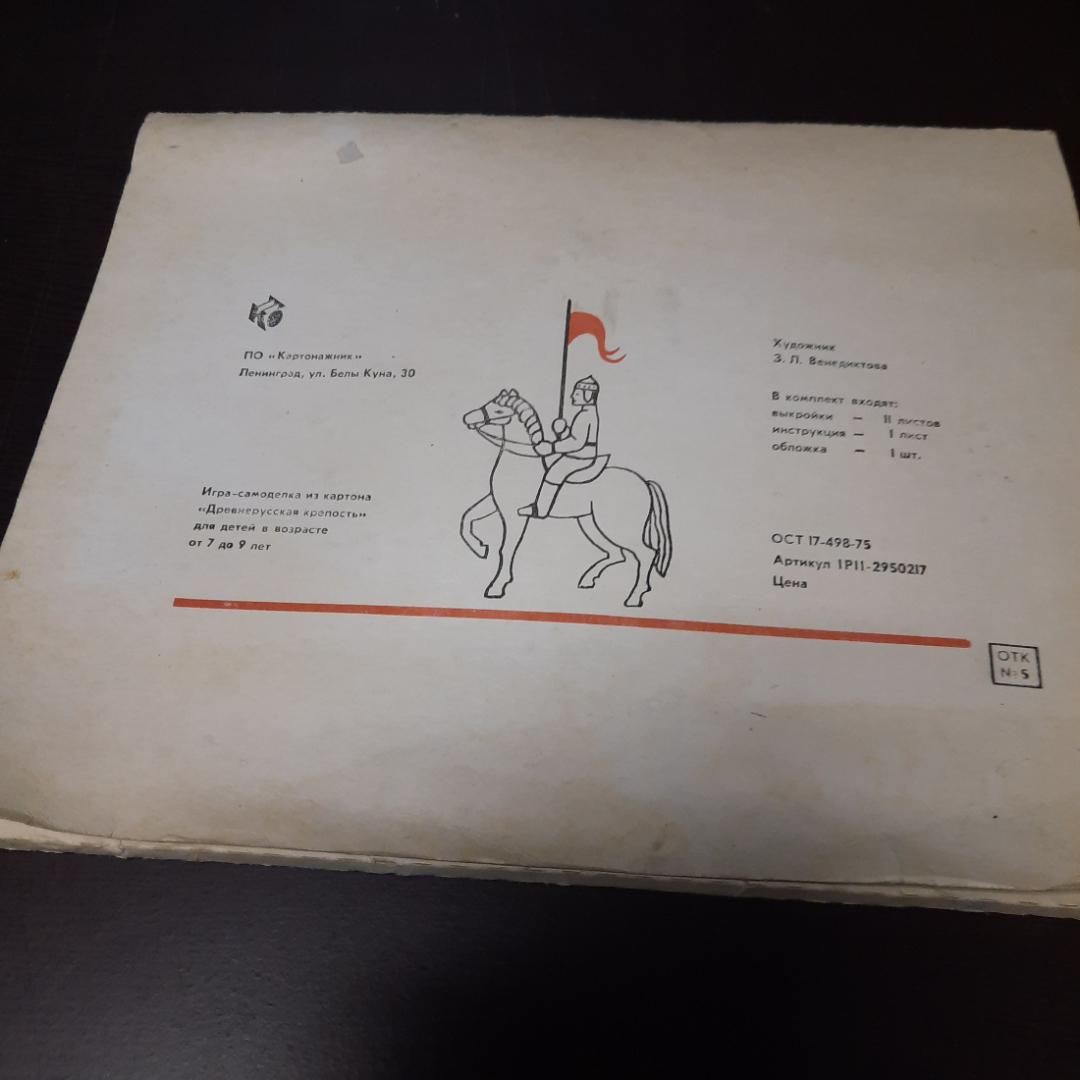 ПО «Картонажник»
Ленинград, ул. Белы Куна, 30
Игра-самоделка из картона
«Древнерусская крепость»
для детей в возрасте
от 7 до 9 лет
Художник
З. Л. Венедиктова
В комплект входят:
выкройки — 11 листов
инструкция — 1 лист
обложка — 1 шт.
ОСТ 17-498-75
Артикул 1Р11-2950217
Цена
ОТК
№ 5